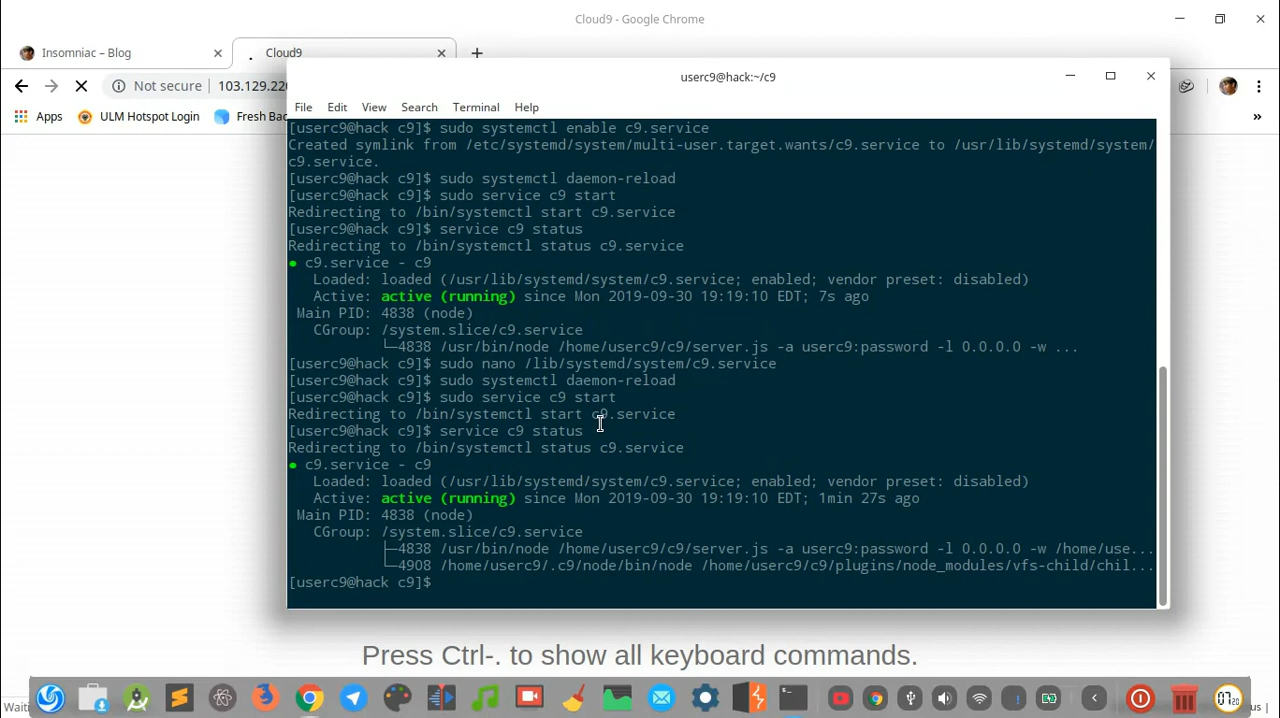 Cloud9 - Google Chrome
Insomniac – Blog
Cloud9
Not secure
103.129.220
Apps
ULM Hotspot Login
Fresh Bac
»
userc9@hack:~/c9
File Edit View Search Terminal Help
[userc9@hack c9]$ sudo systemctl enable c9.service
Created symlink from /etc/systemd/system/multi-user.target.wants/c9.service to /usr/lib/systemd/system/
c9.service.
[userc9@hack c9]$ sudo systemctl daemon-reload
[userc9@hack c9]$ sudo service c9 start
Redirecting to /bin/systemctl start c9.service
[userc9@hack c9]$ service c9 status
Redirecting to /bin/systemctl status c9.service
● c9.service - c9
Loaded: loaded (/usr/lib/systemd/system/c9.service; enabled; vendor preset: disabled)
Active: active (running) since Mon 2019-09-30 19:19:10 EDT; 7s ago
Main PID: 4838 (node)
CGroup: /system.slice/c9.service
└─4838 /usr/bin/node /home/userc9/c9/server.js -a userc9:password -l 0.0.0.0 -w ...
[userc9@hack c9]$ sudo nano /lib/systemd/system/c9.service
[userc9@hack c9]$ sudo systemctl daemon-reload
[userc9@hack c9]$ sudo service c9 start
Redirecting to /bin/systemctl start c9.service
[userc9@hack c9]$ service c9 status
Redirecting to /bin/systemctl status c9.service
● c9.service - c9
Loaded: loaded (/usr/lib/systemd/system/c9.service; enabled; vendor preset: disabled)
Active: active (running) since Mon 2019-09-30 19:19:10 EDT; 1min 27s ago
Main PID: 4838 (node)
CGroup: /system.slice/c9.service
├─4838 /usr/bin/node /home/userc9/c9/server.js -a userc9:password -l 0.0.0.0 -w /home/use...
└─4908 /home/userc9/.c9/node/bin/node /home/userc9/c9/plugins/node_modules/vfs-child/chil...
[userc9@hack c9]$
Press Ctrl-. to show all keyboard commands.